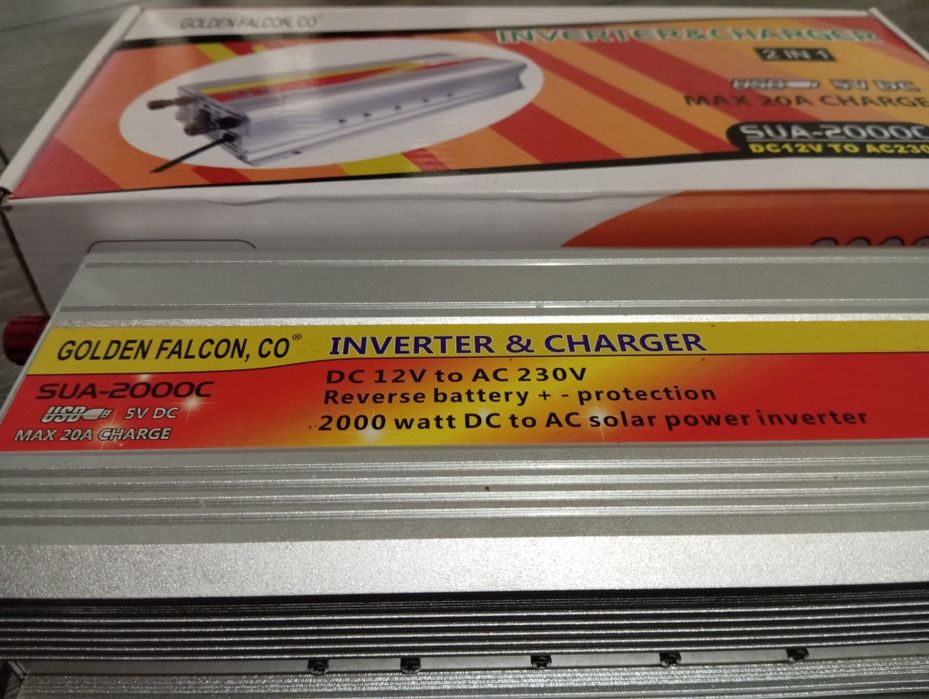 GOLDEN FALCON, CO
INVERTER&CHARGER
2 IN 1
USB 5V DC
MAX 20A CHARGE
SUA-2000C
DC12V TO AC230
GOLDEN FALCON, CO®
INVERTER & CHARGER
SUA-2000C
USB 5V DC
MAX 20A CHARGE
DC 12V to AC 230V
Reverse battery + - protection
2000 watt DC to AC solar power inverter